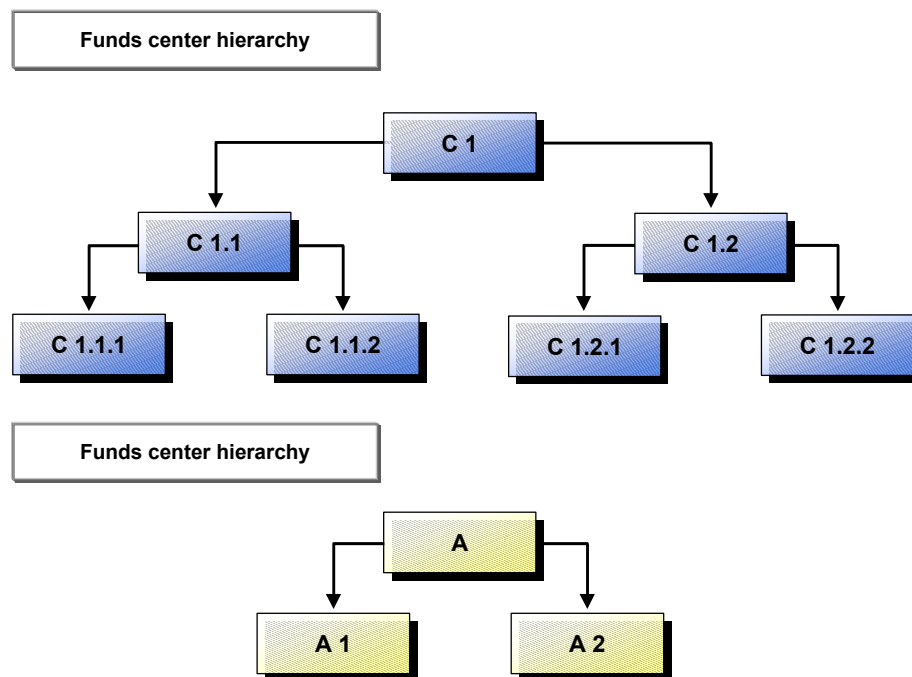 Funds center hierarchy
C 1
C 1.1
C 1.2
C 1.1.1
C 1.1.2
C 1.2.1
C 1.2.2
Funds center hierarchy
A
A 1
A 2